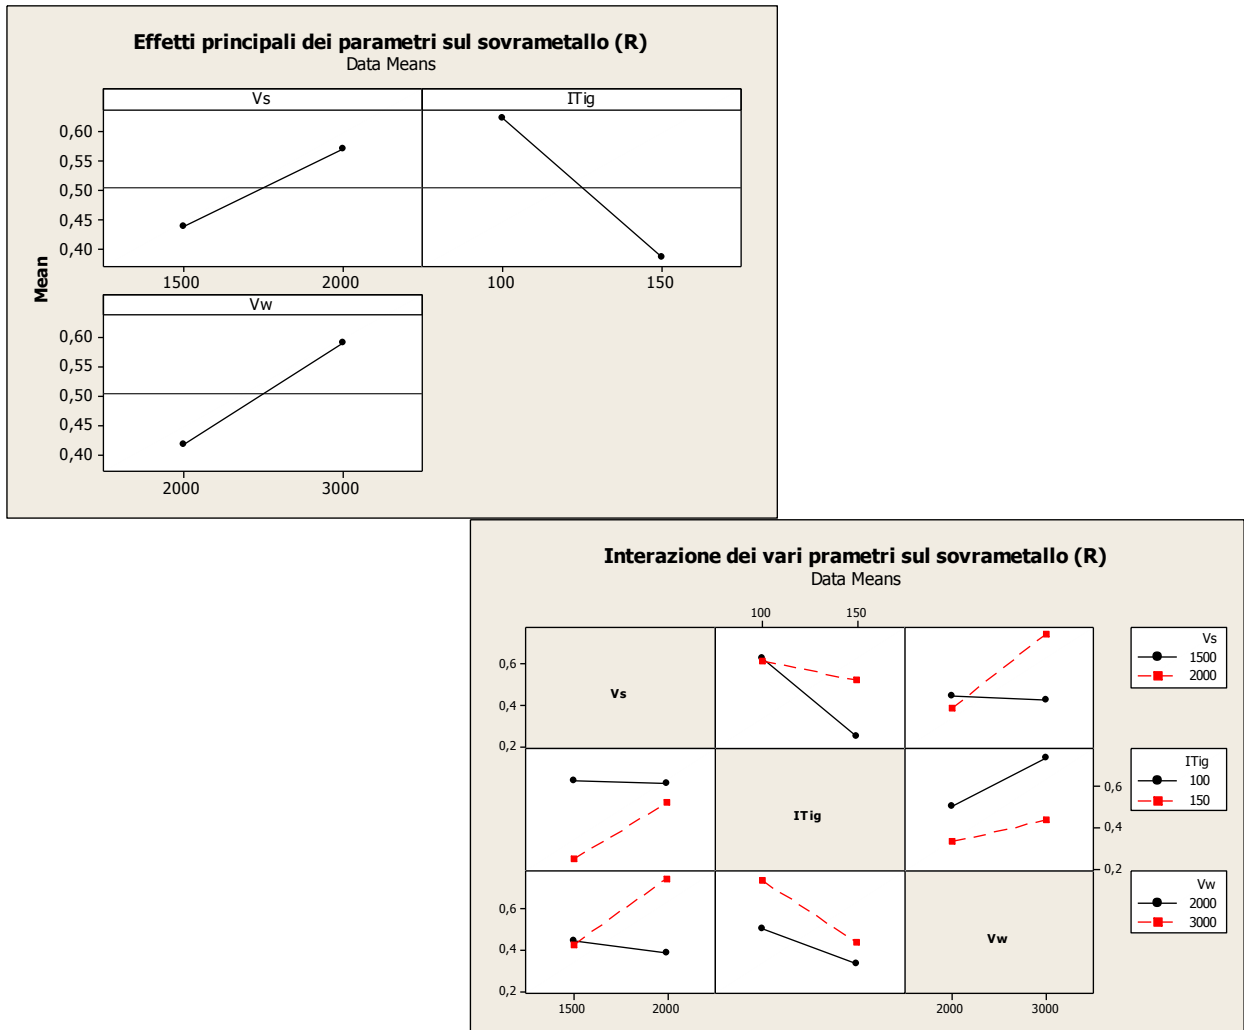 Effetti principali dei parametri sul sovrametallo (R)
Data Means
Vs
ITig
0,60
0,55
0,50
0,45
0,40
1500
2000
100
150
Mean
Vw
0,60
0,55
0,50
0,45
0,40
2000
3000
Interazione dei vari prametri sul sovrametallo (R)
Data Means
100
150
0,6
0,4
0,2
Vs
Vs
1500
2000
ITig
0,6
0,4
0,2
ITig
100
150
0,6
0,4
0,2
Vw
Vw
2000
3000
1500
2000
2000
3000